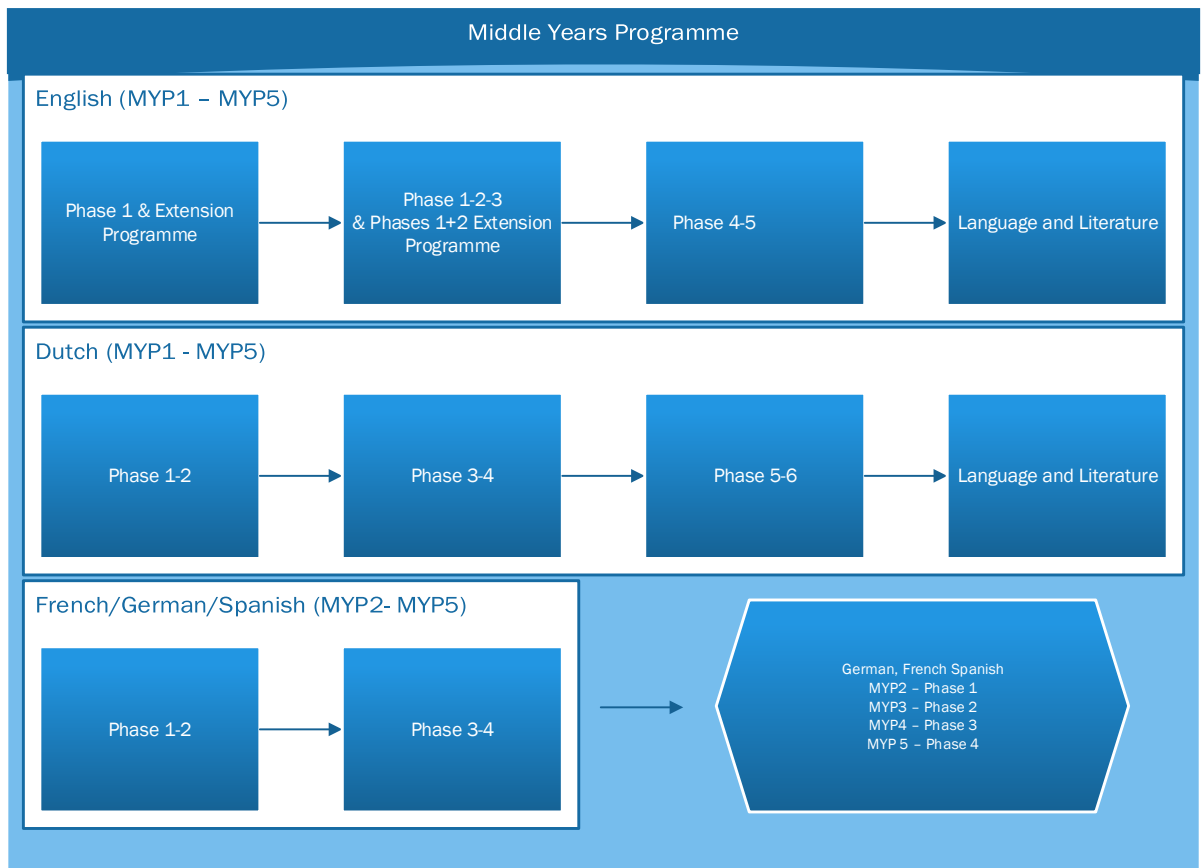 Middle Years Programme
English (MYP1 – MYP5)
Phase 1 & Extension
Programme
Phase 1-2-3
& Phases 1+2 Extension
Programme
Phase 4-5
Language and Literature
Dutch (MYP1 - MYP5)
Phase 1-2
Phase 3-4
Phase 5-6
Language and Literature
French/German/Spanish (MYP2- MYP5)
Phase 1-2
Phase 3-4
German, French Spanish
MYP2 – Phase 1
MYP3 – Phase 2
MYP4 – Phase 3
MYP 5 – Phase 4